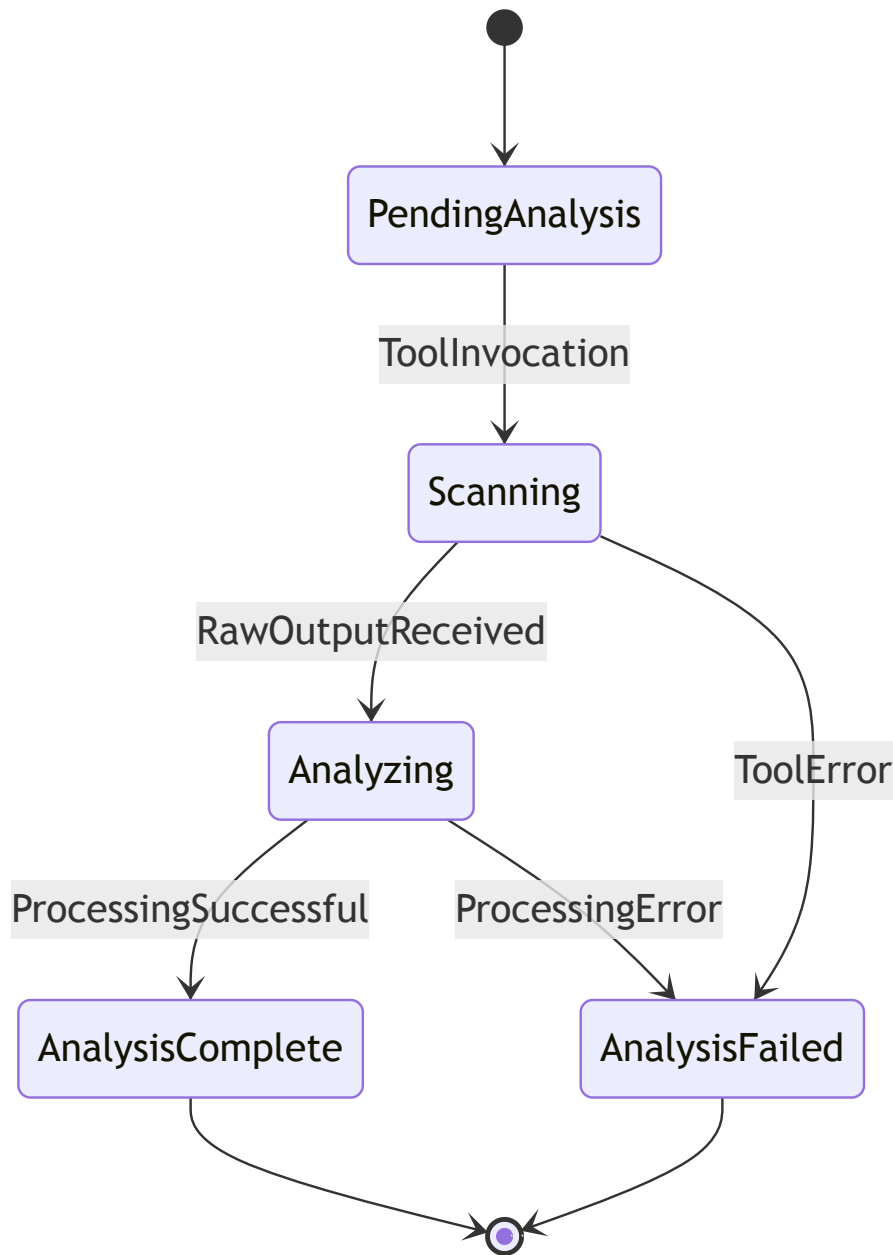 PendingAnalysis
ToolInvocation
Scanning
RawOutputReceived
Analyzing
ToolError
ProcessingSuccessful
ProcessingError
AnalysisComplete
AnalysisFailed